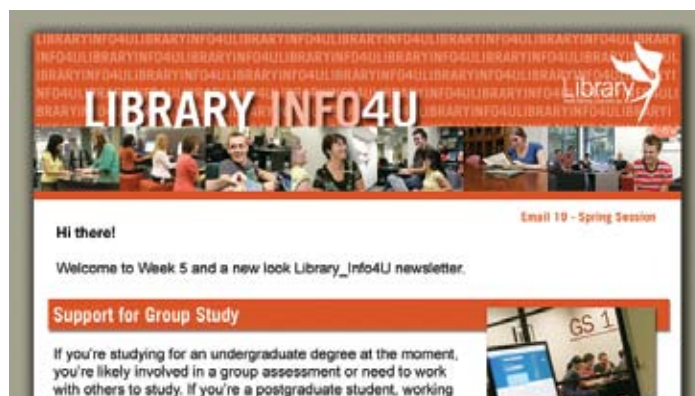 LIBRARYINFO4ULIBRARYINFO4ULIBRARYINFO4ULIBRARYINFO4ULIBRARY
LIBRARY INFO4U
Library
Email 19 - Spring Session
Hi there!
Welcome to Week 5 and a new look Library_Info4U newsletter.
Support for Group Study
GS 1
If you're studying for an undergraduate degree at the moment,
you're likely involved in a group assessment or need to work
with others to study. If you're a postgraduate student, working